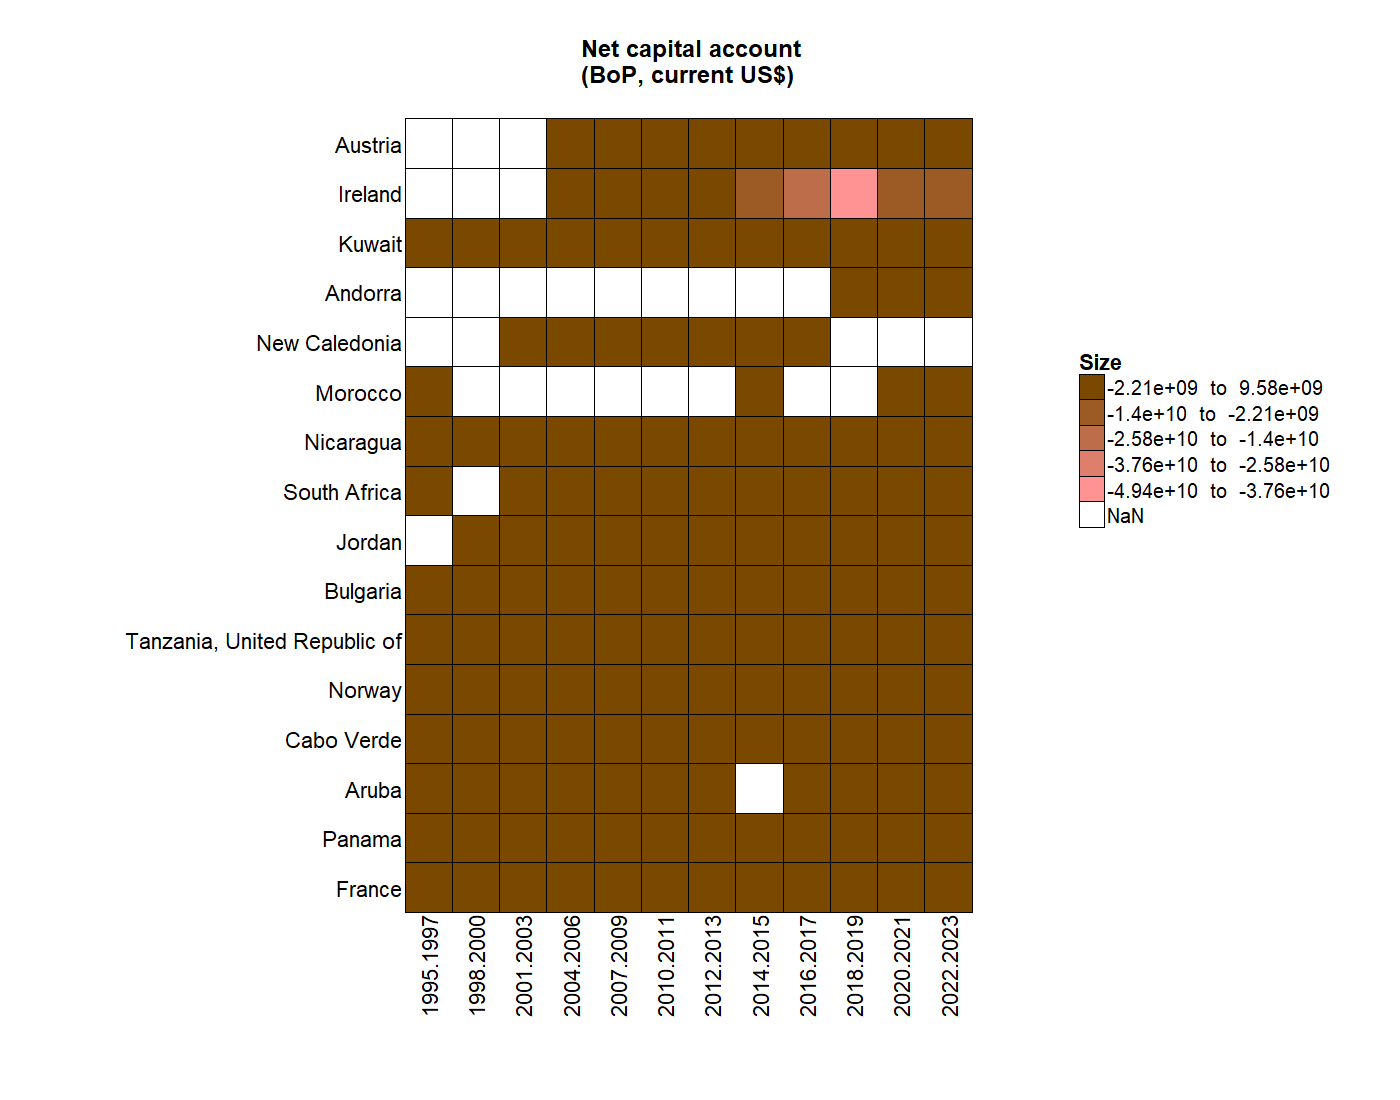 Net capital account
(BoP, current US$)
Austria
Ireland
Kuwait
Andorra
New Caledonia
Morocco
Nicaragua
South Africa
Jordan
Bulgaria
Tanzania, United Republic of
Norway
Cabo Verde
Aruba
Panama
France
1995.1997
1998.2000
2001.2003
2004.2006
2007.2009
2010.2011
2012.2013
2014.2015
2016.2017
2018.2019
2020.2021
2022.2023
Size
-2.21e+09 to 9.58e+09
-1.4e+10 to -2.21e+09
-2.58e+10 to -1.4e+10
-3.76e+10 to -2.58e+10
-4.94e+10 to -3.76e+10
NaN